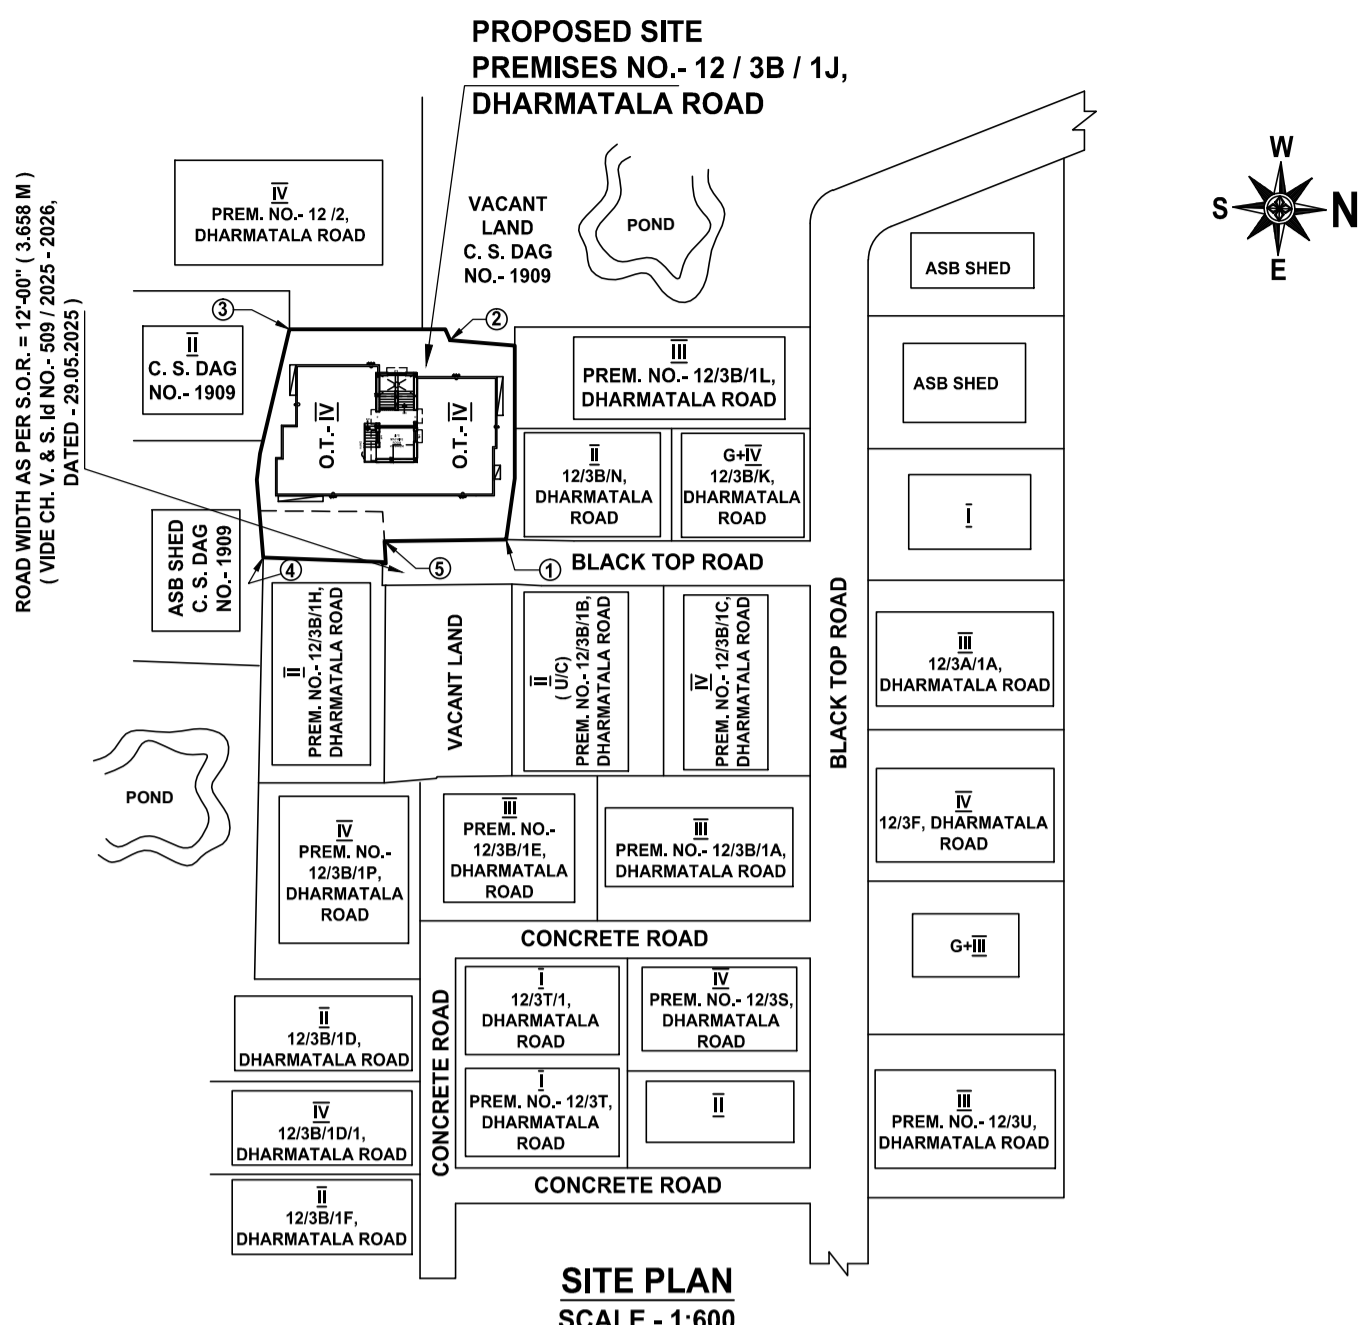 PROPOSED SITE
PREMISES NO.- 12 / 3B / 1J,
DHARMATALA ROAD
W
S
N
E
ROAD WIDTH AS PER S.O.R. = 12'-00" ( 3.658 M )
( VIDE CH. V. & S. Id NO.- 509 / 2025 - 2026,
DATED - 29.05.2025 )
IV
PREM. NO.- 12 /2,
DHARMATALA ROAD
VACANT
LAND
C. S. DAG
NO.- 1909
POND
ASB SHED
3
2
II
C. S. DAG
NO.- 1909
O.T.-IV
O.T.-IV
III
PREM. NO.- 12/3B/1L,
DHARMATALA ROAD
ASB SHED
II
12/3B/N,
DHARMATALA
ROAD
G+IV
12/3B/K,
DHARMATALA
ROAD
I
ASB SHED
C. S. DAG
NO.- 1909
4
5
1
BLACK TOP ROAD
II
PREM. NO.- 12/3B/1H,
DHARMATALA ROAD
VACANT LAND
II
( U/C)
PREM. NO.- 12/3B/1B,
DHARMATALA ROAD
IV
PREM. NO.- 12/3B/1C,
DHARMATALA ROAD
BLACK TOP ROAD
III
12/3A/1A,
DHARMATALA ROAD
POND
IV
PREM. NO.-
12/3B/1P,
DHARMATALA
ROAD
III
PREM. NO.-
12/3B/1E,
DHARMATALA
ROAD
III
PREM. NO.- 12/3B/1A,
DHARMATALA ROAD
IV
12/3F, DHARMATALA
ROAD
CONCRETE ROAD
G+III
CONCRETE ROAD
I
12/3T/1,
DHARMATALA
ROAD
IV
PREM. NO.- 12/3S,
DHARMATALA
ROAD
II
12/3B/1D,
DHARMATALA ROAD
I
PREM. NO.- 12/3T,
DHARMATALA
ROAD
II
III
PREM. NO.- 12/3U,
DHARMATALA ROAD
IV
12/3B/1D/1,
DHARMATALA ROAD
CONCRETE ROAD
II
12/3B/1F,
DHARMATALA ROAD
SITE PLAN
SCALE - 1:600